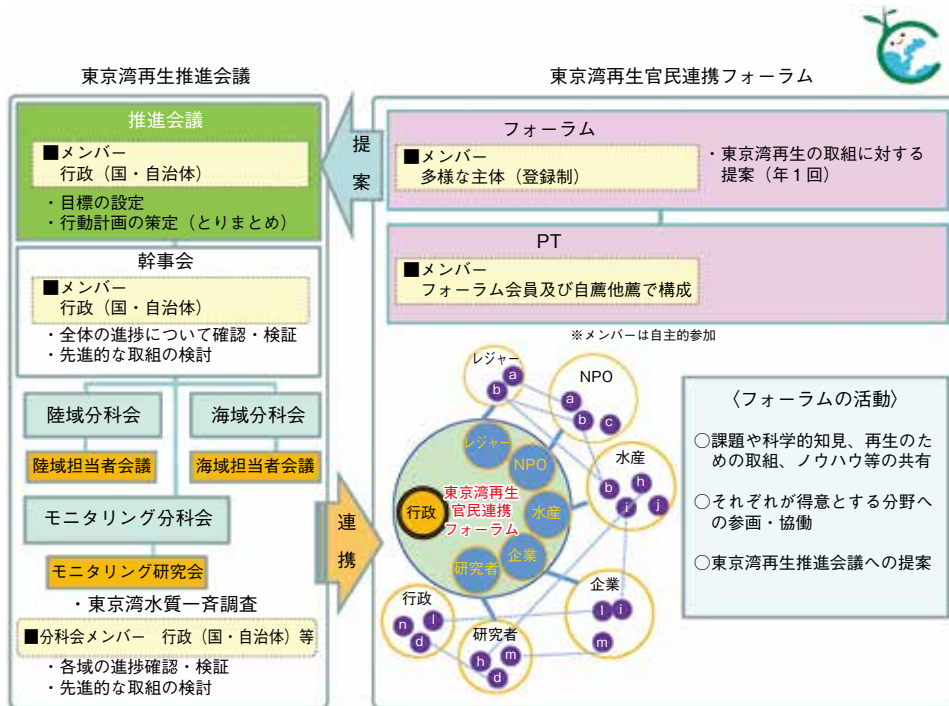 東京湾再生推進会議
推進会議
■メンバー
行政（国・自治体）
・目標の設定
・行動計画の策定（とりまとめ）
幹事会
■メンバー
行政（国・自治体）
・全体の進捗について確認・検証
・先進的な取組の検討
陸域分科会
海域分科会
陸域担当者会議
海域担当者会議
モニタリング分科会
モニタリング研究会
・東京湾水質一斉調査
■分科会メンバー　行政（国・自治体）等
・各域の進捗確認・検証
・先進的な取組の検討
提案
連携
東京湾再生官民連携フォーラム
フォーラム
■メンバー
多様な主体（登録制）
・東京湾再生の取組に対する
提案（年１回）
PT
■メンバー
フォーラム会員及び自薦他薦で構成
※メンバーは自主的参加
レジャー
a
b
NPO
a
b
c
水産
b
h
i
j
企業
l
i
m
研究者
h
m
d
行政
n
l
d
レジャー
NPO
水産
企業
研究者
行政
東京湾再生
官民連携
フォーラム
〈フォーラムの活動〉
○課題や科学的知見、再生のた
めの取組、ノウハウ等の共有
○それぞれが得意とする分野へ
の参画・協働
○東京湾再生推進会議への提案